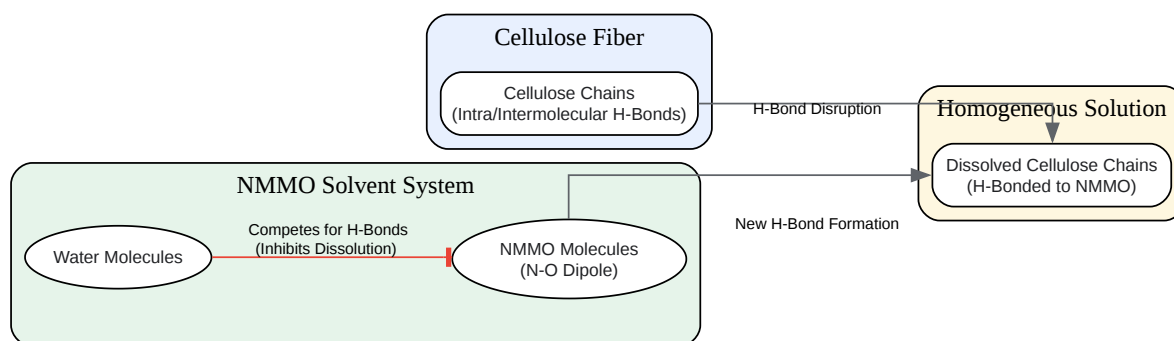 Cellulose Fiber
Cellulose Chains
(Intra/Intermolecular H-Bonds)
H-Bond Disruption
Homogeneous Solution
Dissolved Cellulose Chains
(H-Bonded to NMMO)
NMMO Solvent System
Water Molecules
Competes for H-Bonds
(Inhibits Dissolution)
NMMO Molecules
(N-O Dipole)
New H-Bond Formation